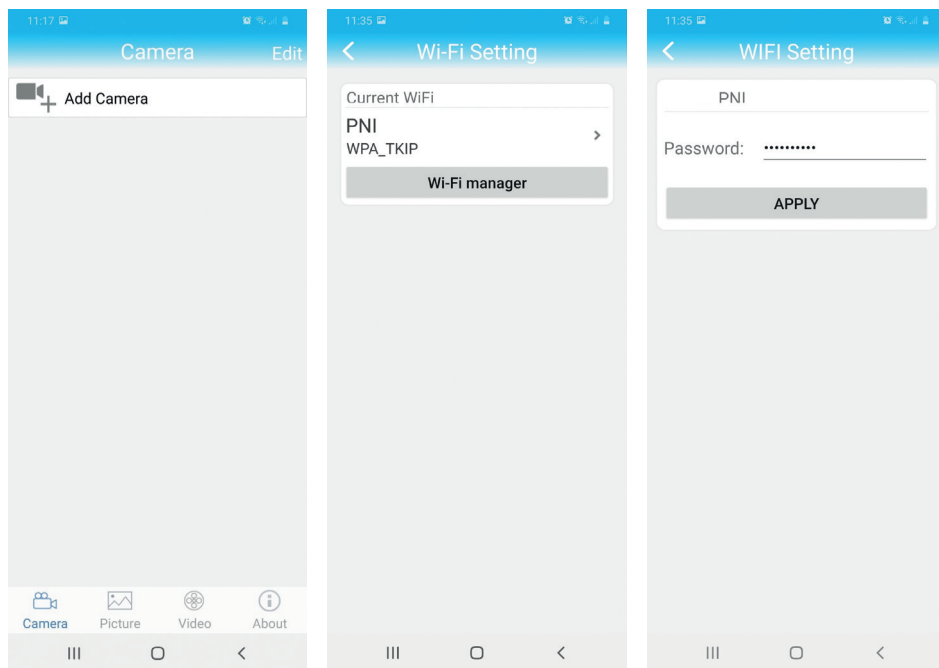 11:17
Camera Edit
Add Camera
Camera Picture Video About
11:35
Wi-Fi Setting
Current WiFi
PNI
WPA_TKIP
Wi-Fi manager
11:35
WIFI Setting
PNI
Password: ••••••••••
APPLY